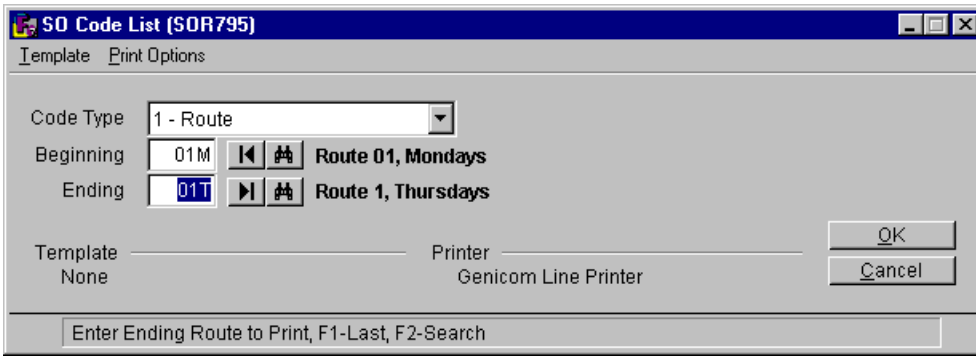 SO Code List (SOR795)
Template Print Options
Code Type 1 - Route
Beginning 01M Route 01, Mondays
Ending 01T Route 1, Thursdays
OK
Template Printer
None Genicom Line Printer
Cancel
Enter Ending Route to Print, F1-Last, F2-Search